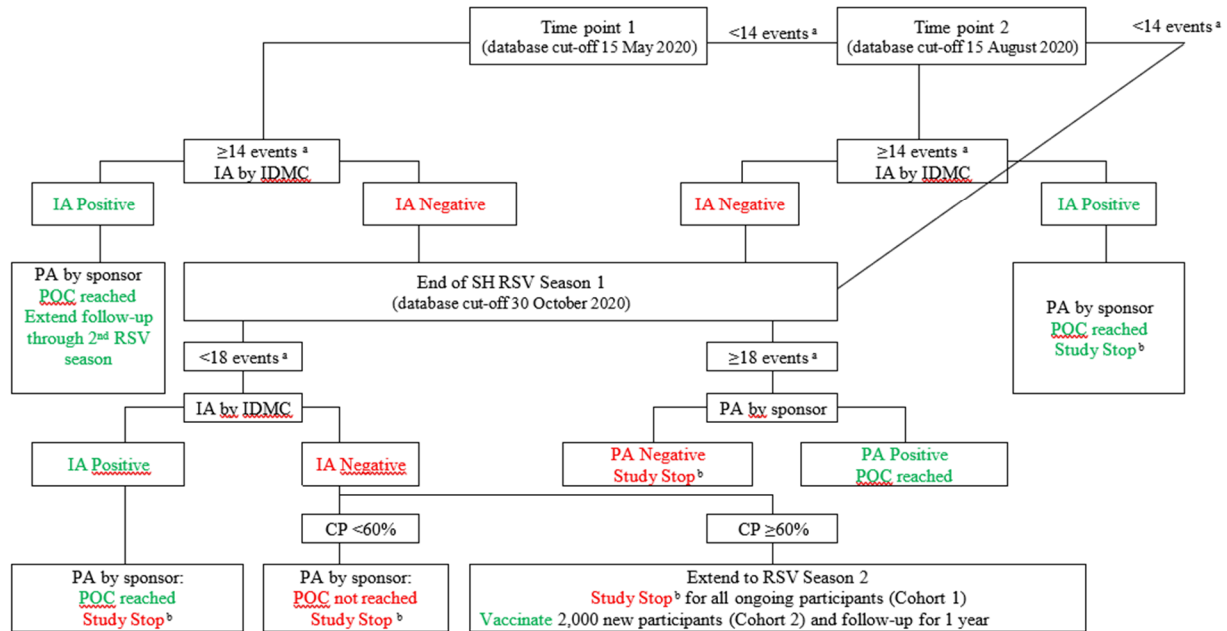 Time point 1
(database cut-off 15 May 2020)
<14 events a
Time point 2
(database cut-off 15 August 2020)
<14 events a
≥14 events a
IA by IDMC
≥14 events a
IA by IDMC
IA Positive
IA Negative
IA Negative
IA Positive
PA by sponsor
POC reached
Extend follow-up
through 2nd RSV
season
End of SH RSV Season 1
(database cut-off 30 October 2020)
PA by sponsor
POC reached
Study Stop b
<18 events a
≥18 events a
IA by IDMC
PA by sponsor
IA Positive
IA Negative
PA Negative
Study Stop b
PA Positive
POC reached
CP <60%
CP ≥60%
PA by sponsor:
POC reached
Study Stop b
PA by sponsor:
POC not reached
Study Stop b
Extend to RSV Season 2
Study Stop b for all ongoing participants (Cohort 1)
Vaccinate 2,000 new participants (Cohort 2) and follow-up for 1 year